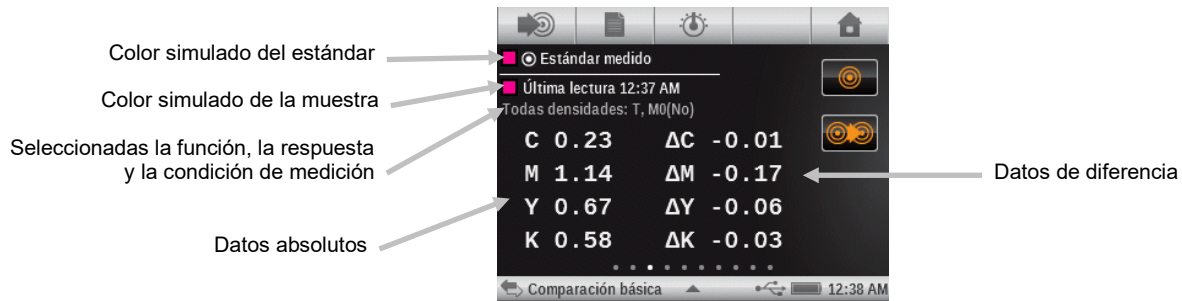 Color simulado del estándar
Color simulado de la muestra
Seleccionadas la función, la respuesta
y la condición de medición
Datos absolutos
Estándar medido
Última lectura 12:37 AM
Todas densidades: T, M0(No)
C 0.23 ΔC -0.01
M 1.14 ΔM -0.17
Y 0.67 ΔY -0.06
K 0.58 ΔK -0.03
Comparación básica 12:38 AM
Datos de diferencia